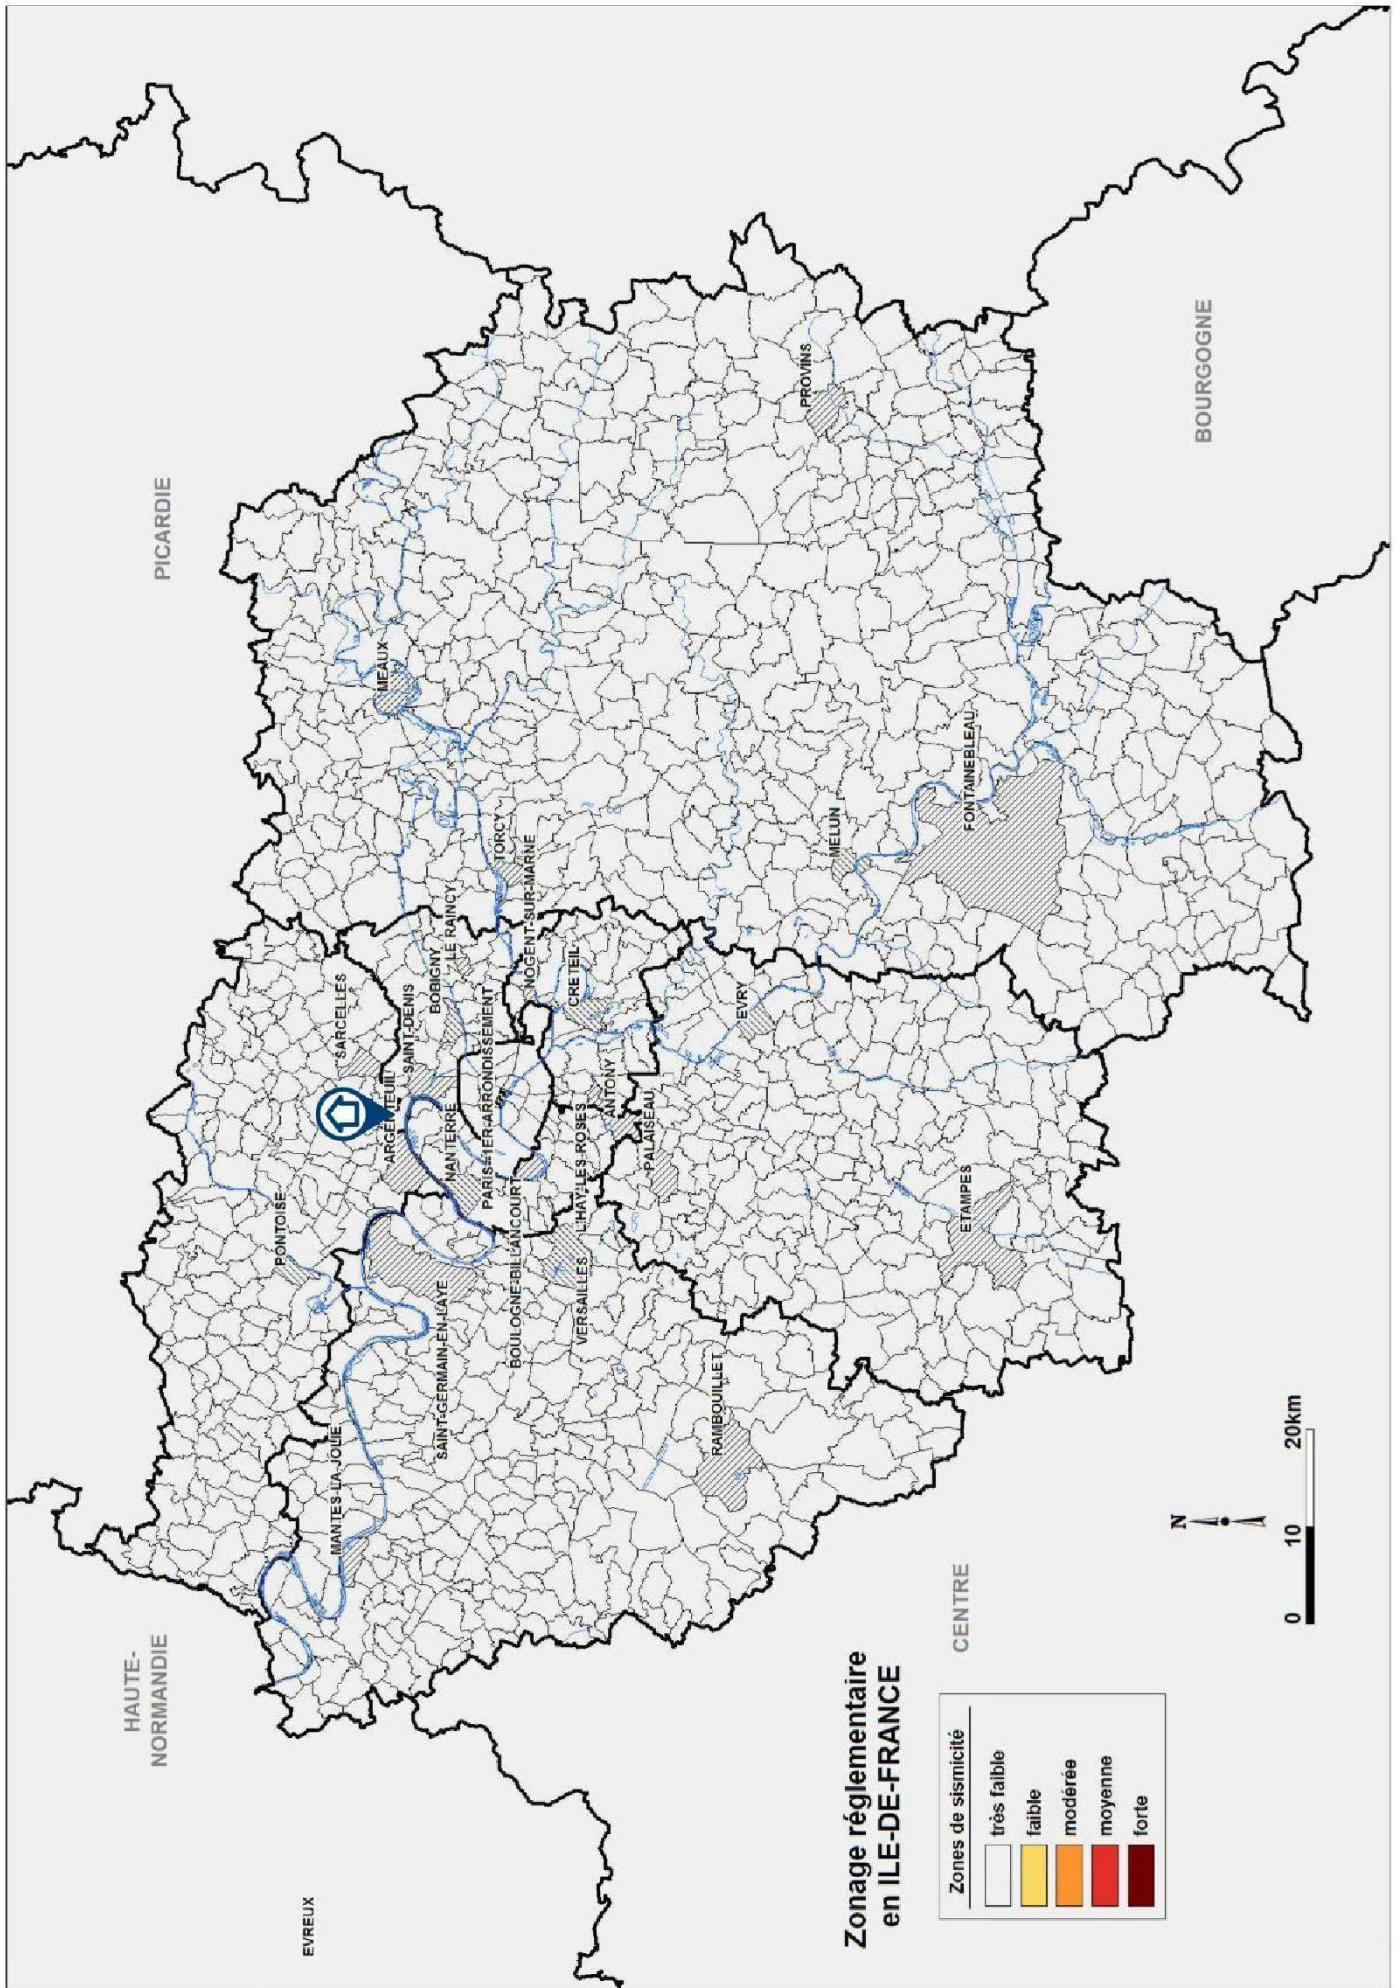 PICARDIE
HAUTE-
NORMANDIE
EVREUX
PONTOISE
SARCELLES
MEAUX
MANTES-LA-JOLIE
ARGENTEUIL
SAINT-DENIS
BOBIGNY
LE RAINCY
SAINT-GERMAIN-EN-LAYE
NANTERRE
PARIS-1ER-ARRONDISSEMENT
TORCY
NOGENT-SUR-MARNE
BOULOGNE-BILLANCOURT
VERSAILLES
L'HAY-LES-ROSES
CRETEIL
ANTONY
PALAISEAU
RAMBOUILLET
EVRY
MELUN
PROVINS
ETAMPES
FONTAINEBLEAU
BOURGOGNE
CENTRE
Zonage réglementaire
en ILE-DE-FRANCE
Zones de sismicité
très faible
faible
modérée
moyenne
forte
N
0 10 20km